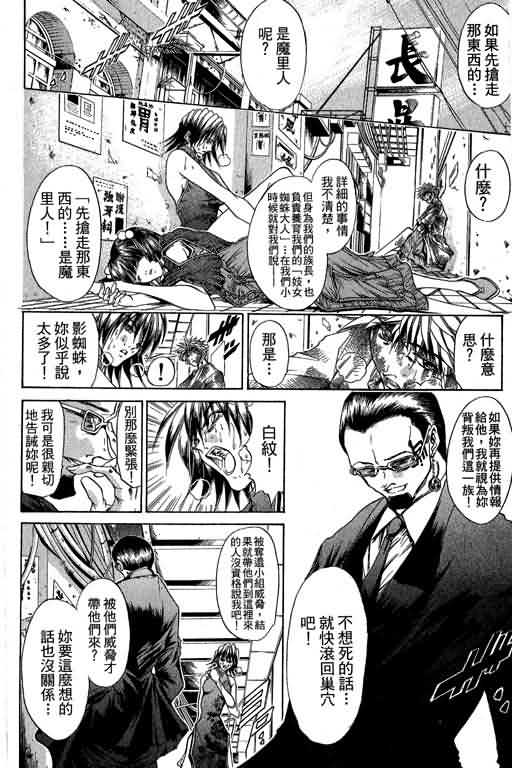 如果先搶走
那東西的…
是魔里人
呢？
長
胃
什麼？
詳細的事情
我不清楚，
但身為我們的族長，也
負責養育我們的「妓女
蜘蛛大人」…在我們小
時候就對我們說——
「先搶走那東
西的……是魔
里人！」
什麼意
思？
那是…
！
影蜘蛛，
妳似乎說
太多了！
如果妳再提供情報
給他，我就視為妳
背叛我們這一族！
白紋！
別那麼緊張！
我可是很親切
地告誡妳呢！
不想死的話…
就快滾回巢穴
吧！
被奪還小組威脅，結
果就帶他們到這裡來
的人沒資格說我吧！
被他們威脅才
帶他們來？
妳要這麼想的
話也沒關係…